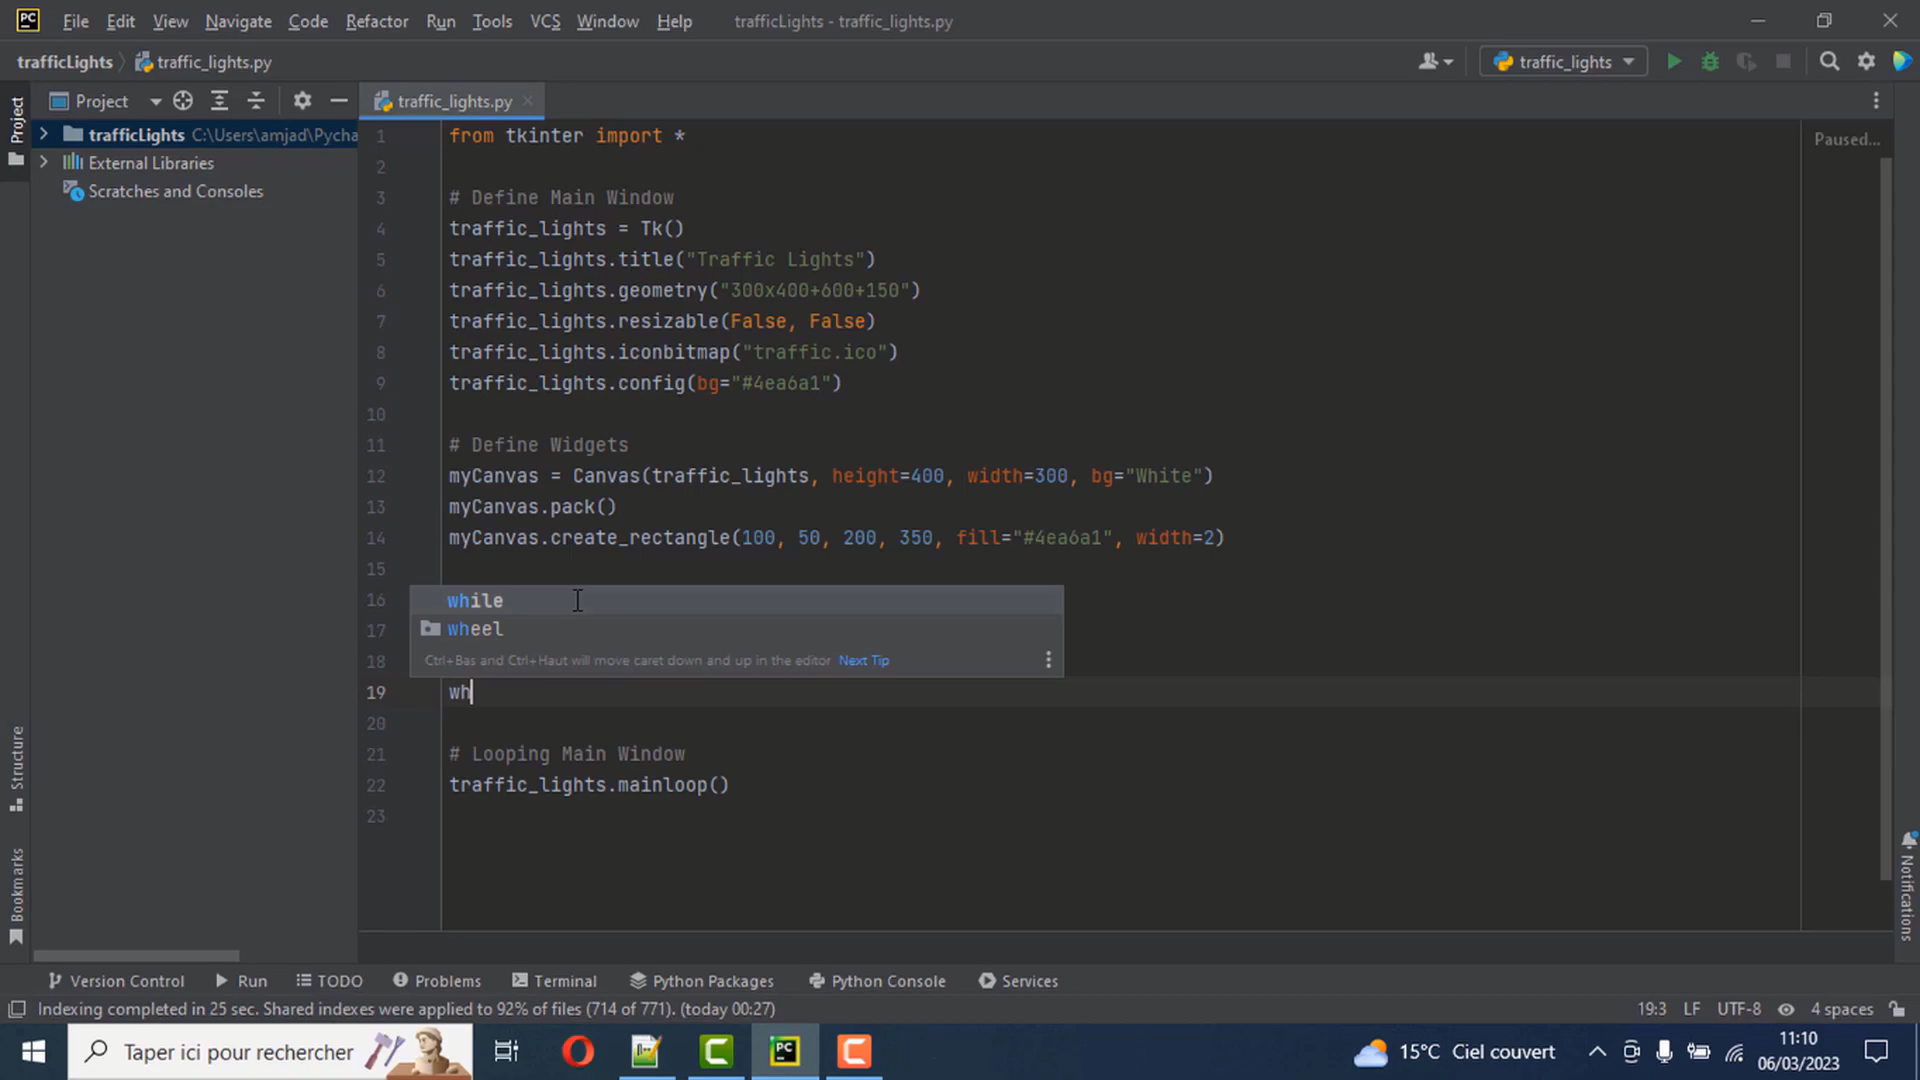 PC File Edit View Navigate Code Refactor Run Tools VCS Window Help trafficLights - traffic_lights.py
trafficLights traffic_lights.py traffic_lights
Project traffic_lights.py
Project
trafficLights C:\Users\amjad\Pycha
External Libraries
Scratches and Consoles
Paused...
1 from tkinter import *
2
3 # Define Main Window
4 traffic_lights = Tk()
5 traffic_lights.title("Traffic Lights")
6 traffic_lights.geometry("300x400+600+150")
7 traffic_lights.resizable(False, False)
8 traffic_lights.iconbitmap("traffic.ico")
9 traffic_lights.config(bg="#4ea6a1")
10
11 # Define Widgets
12 myCanvas = Canvas(traffic_lights, height=400, width=300, bg="White")
13 myCanvas.pack()
14 myCanvas.create_rectangle(100, 50, 200, 350, fill="#4ea6a1", width=2)
15
16 while
17 wheel
18 Ctrl+Bas and Ctrl+Haut will move caret down and up in the editor Next Tip
19 wh
20
21 # Looping Main Window
22 traffic_lights.mainloop()
23
Structure
Bookmarks
Notifications
Version Control Run TODO Problems Terminal Python Packages Python Console Services
Indexing completed in 25 sec. Shared indexes were applied to 92% of files (714 of 771). (today 00:27) 19:3 LF UTF-8 4 spaces
Taper ici pour rechercher PC 15°C Ciel couvert 11:10
06/03/2023